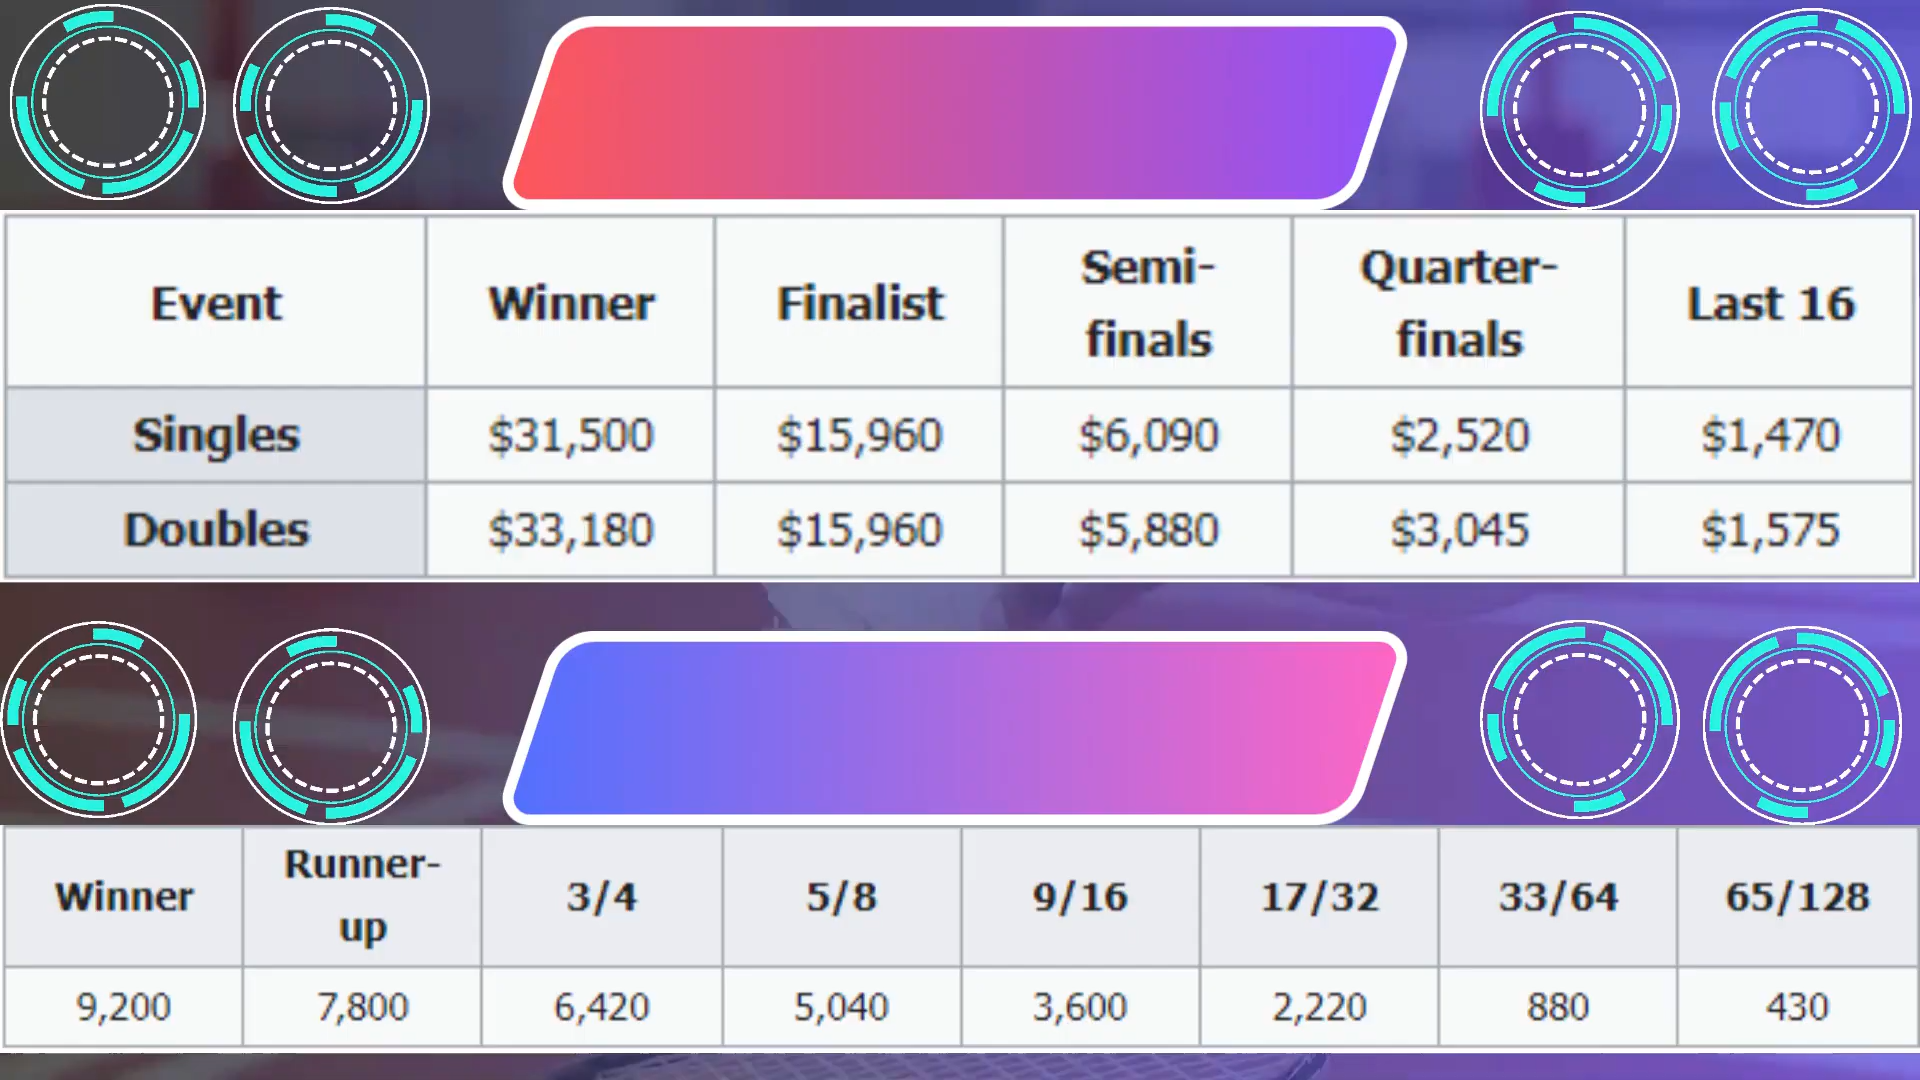 Event Winner Finalist Semi-finals Quarter-finals Last 16
Singles $31,500 $15,960 $6,090 $2,520 $1,470
Doubles $33,180 $15,960 $5,880 $3,045 $1,575
Winner Runner-up 3/4 5/8 9/16 17/32 33/64 65/128
9,200 7,800 6,420 5,040 3,600 2,220 880 430